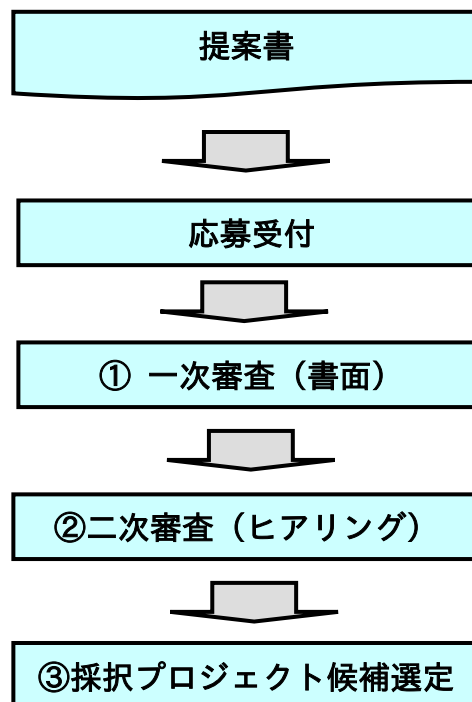 提案書
応募受付
① 一次審査（書面）
②二次審査（ヒアリング）
③採択プロジェクト候補選定